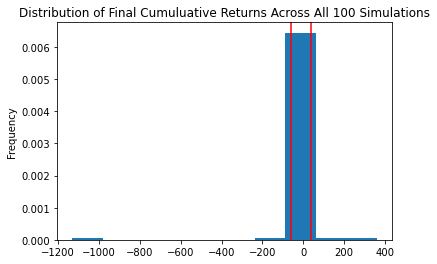 Distribution of Final Cumuluative Returns Across All 100 Simulations
Frequency
0.006
0.005
0.004
0.003
0.002
0.001
0.000
−1200 −1000 −800 −600 −400 −200 0 200 400